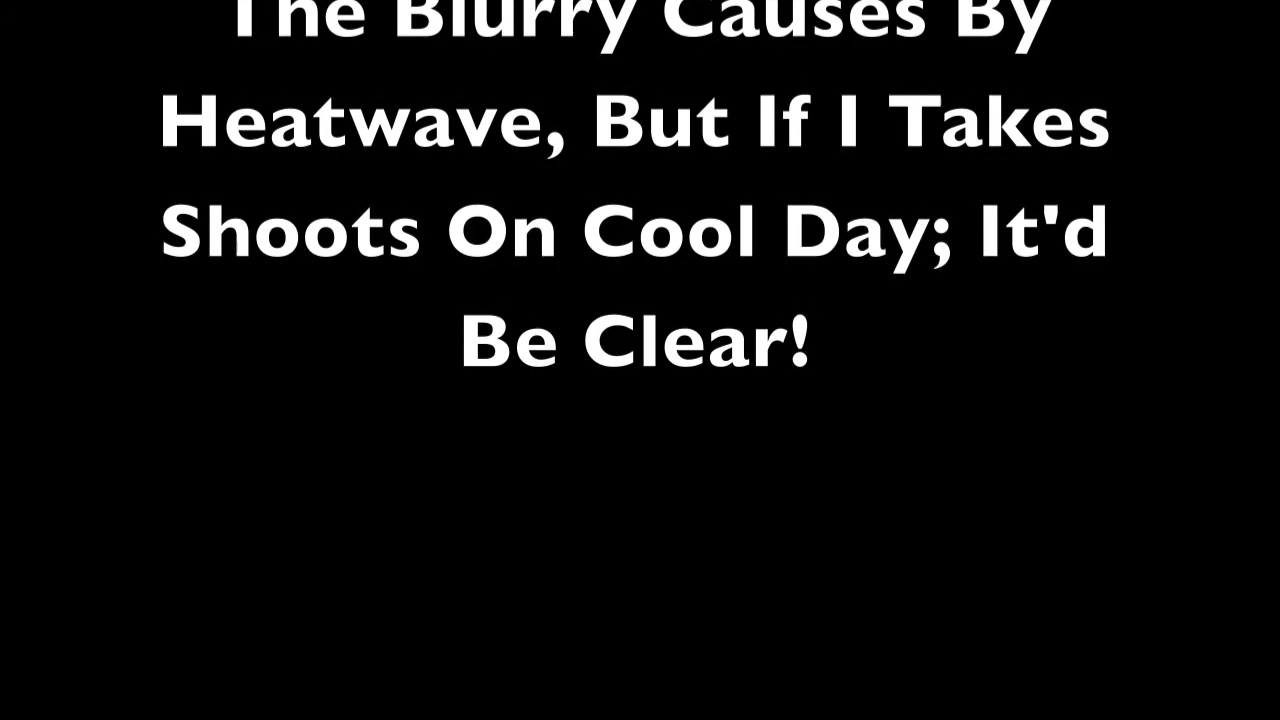 The Blurry Causes By
Heatwave, But If I Takes
Shoots On Cool Day; It'd
Be Clear!